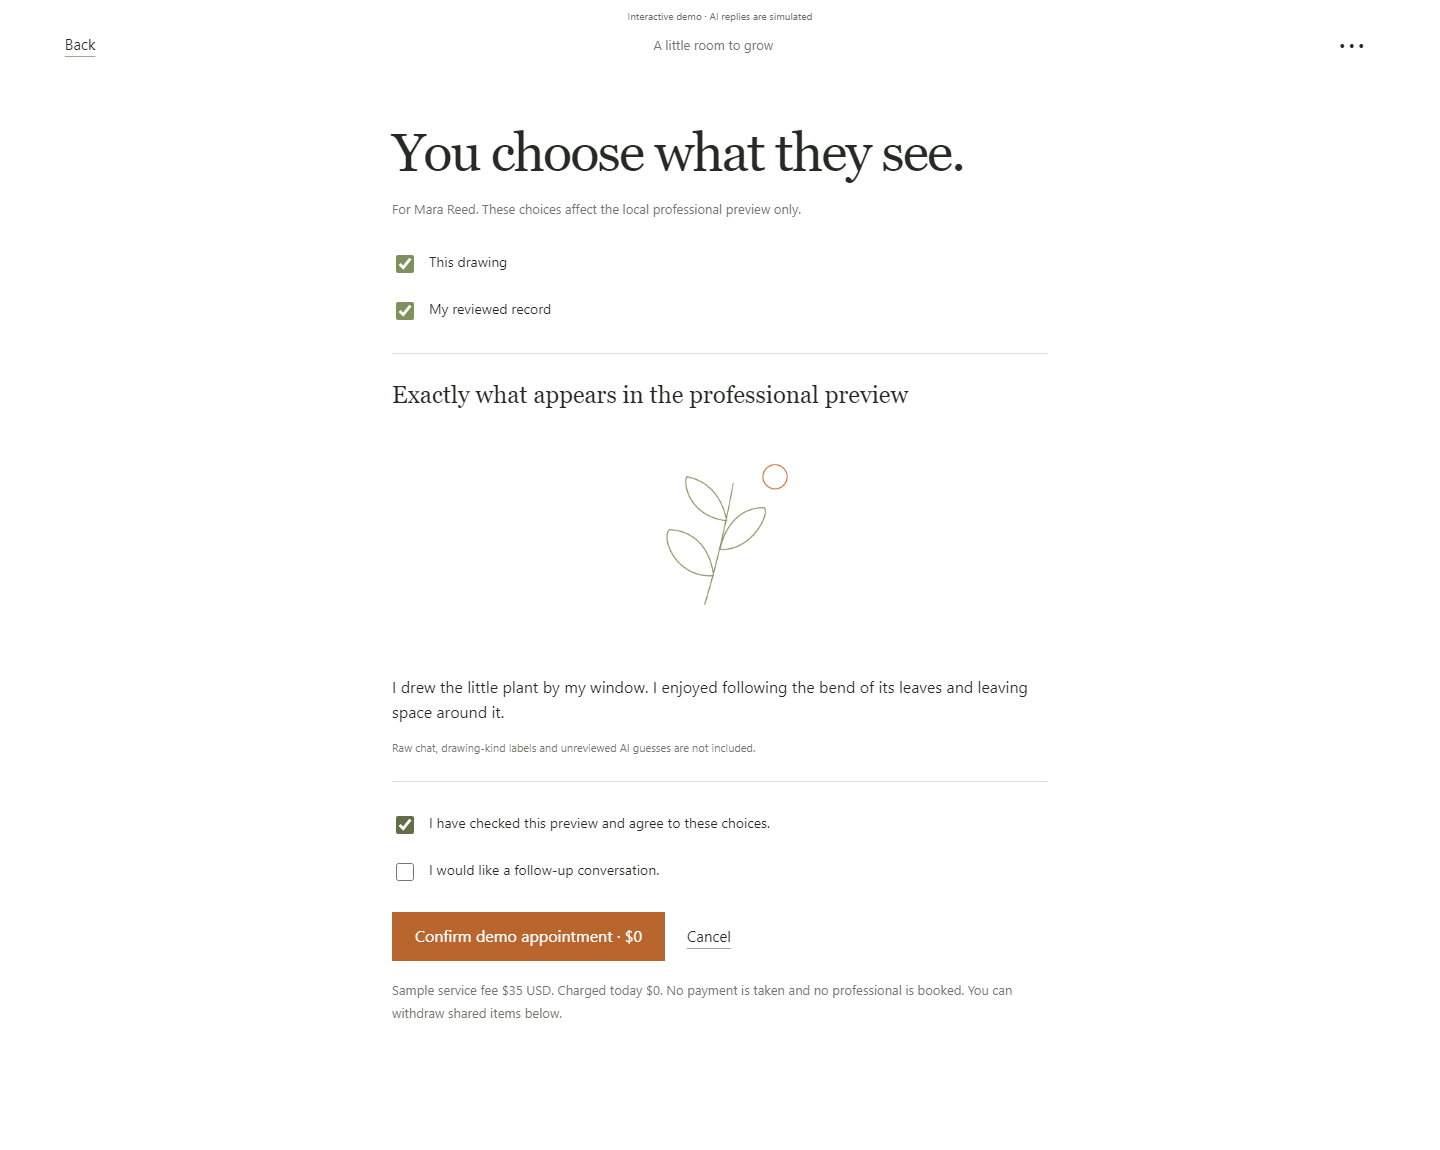 Interactive demo · AI replies are simulated
Back
A little room to grow
You choose what they see.
For Mara Reed. These choices affect the local professional preview only.
This drawing
My reviewed record
Exactly what appears in the professional preview
I drew the little plant by my window. I enjoyed following the bend of its leaves and leaving
space around it.
Raw chat, drawing-kind labels and unreviewed AI guesses are not included.
I have checked this preview and agree to these choices.
I would like a follow-up conversation.
Confirm demo appointment · $0
Cancel
Sample service fee $35 USD. Charged today $0. No payment is taken and no professional is booked. You can
withdraw shared items below.